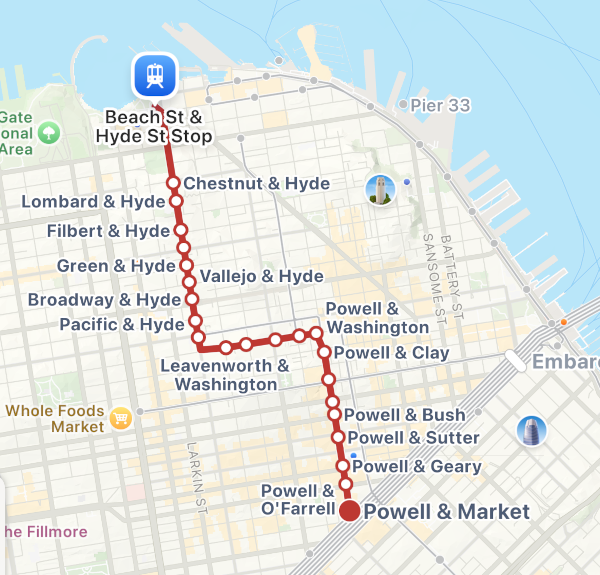 Beach St &
Hyde St Stop
Gate
onal
Area
Pier 33
Chestnut & Hyde
Lombard & Hyde
Filbert & Hyde
Green & Hyde
Vallejo & Hyde
BATTERY ST
SANSOME ST
Broadway & Hyde
Pacific & Hyde
Powell &
Washington
Powell & Clay
Leavenworth &
Washington
Embarc
Whole Foods
Market
Powell & Bush
Powell & Sutter
LARKIN ST
Powell & Geary
Powell &
O'Farrell
Powell & Market
he Fillmore